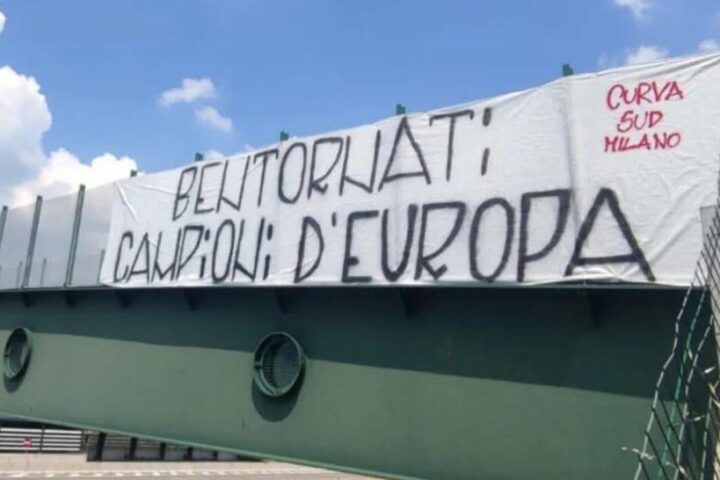 BENTORNATi
CAMPiONi D'EUROPA
CURVA
SUD
MILANO